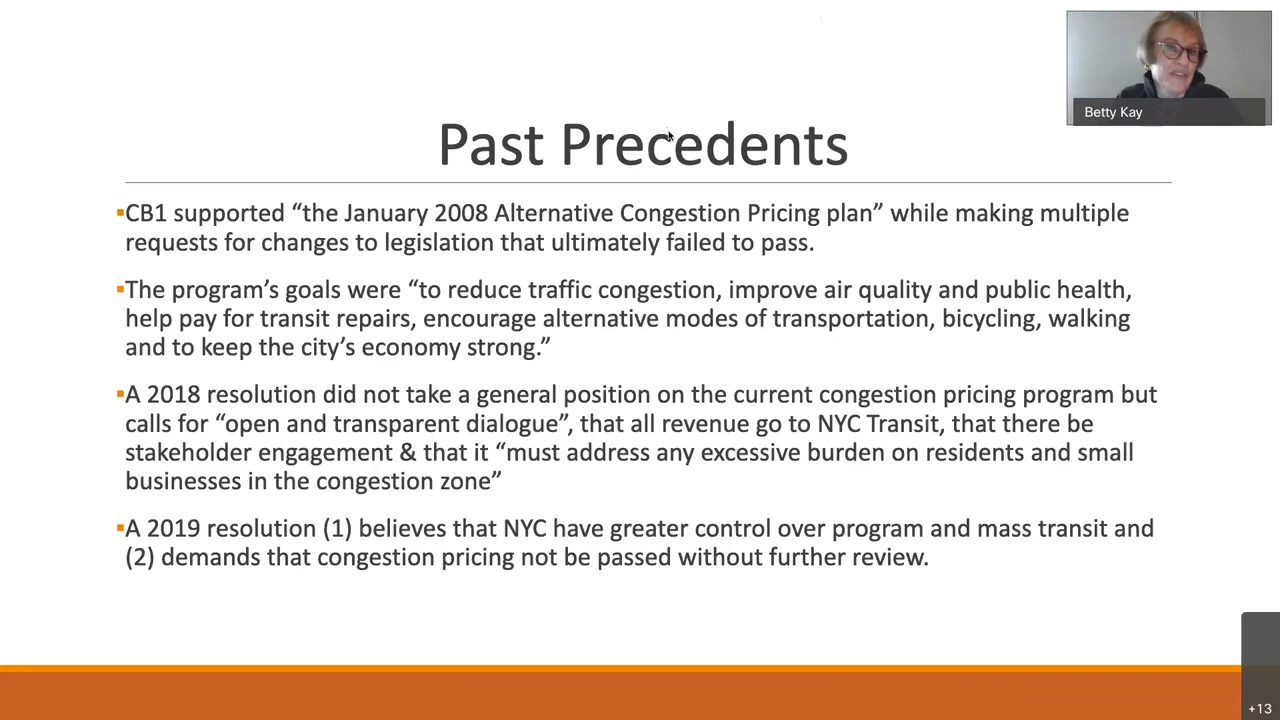 Betty Kay
Past Precedents
▪CB1 supported “the January 2008 Alternative Congestion Pricing plan” while making multiple
requests for changes to legislation that ultimately failed to pass.
▪The program’s goals were “to reduce traffic congestion, improve air quality and public health,
help pay for transit repairs, encourage alternative modes of transportation, bicycling, walking
and to keep the city’s economy strong.”
▪A 2018 resolution did not take a general position on the current congestion pricing program but
calls for “open and transparent dialogue”, that all revenue go to NYC Transit, that there be
stakeholder engagement & that it “must address any excessive burden on residents and small
businesses in the congestion zone”
▪A 2019 resolution (1) believes that NYC have greater control over program and mass transit and
(2) demands that congestion pricing not be passed without further review.
+13